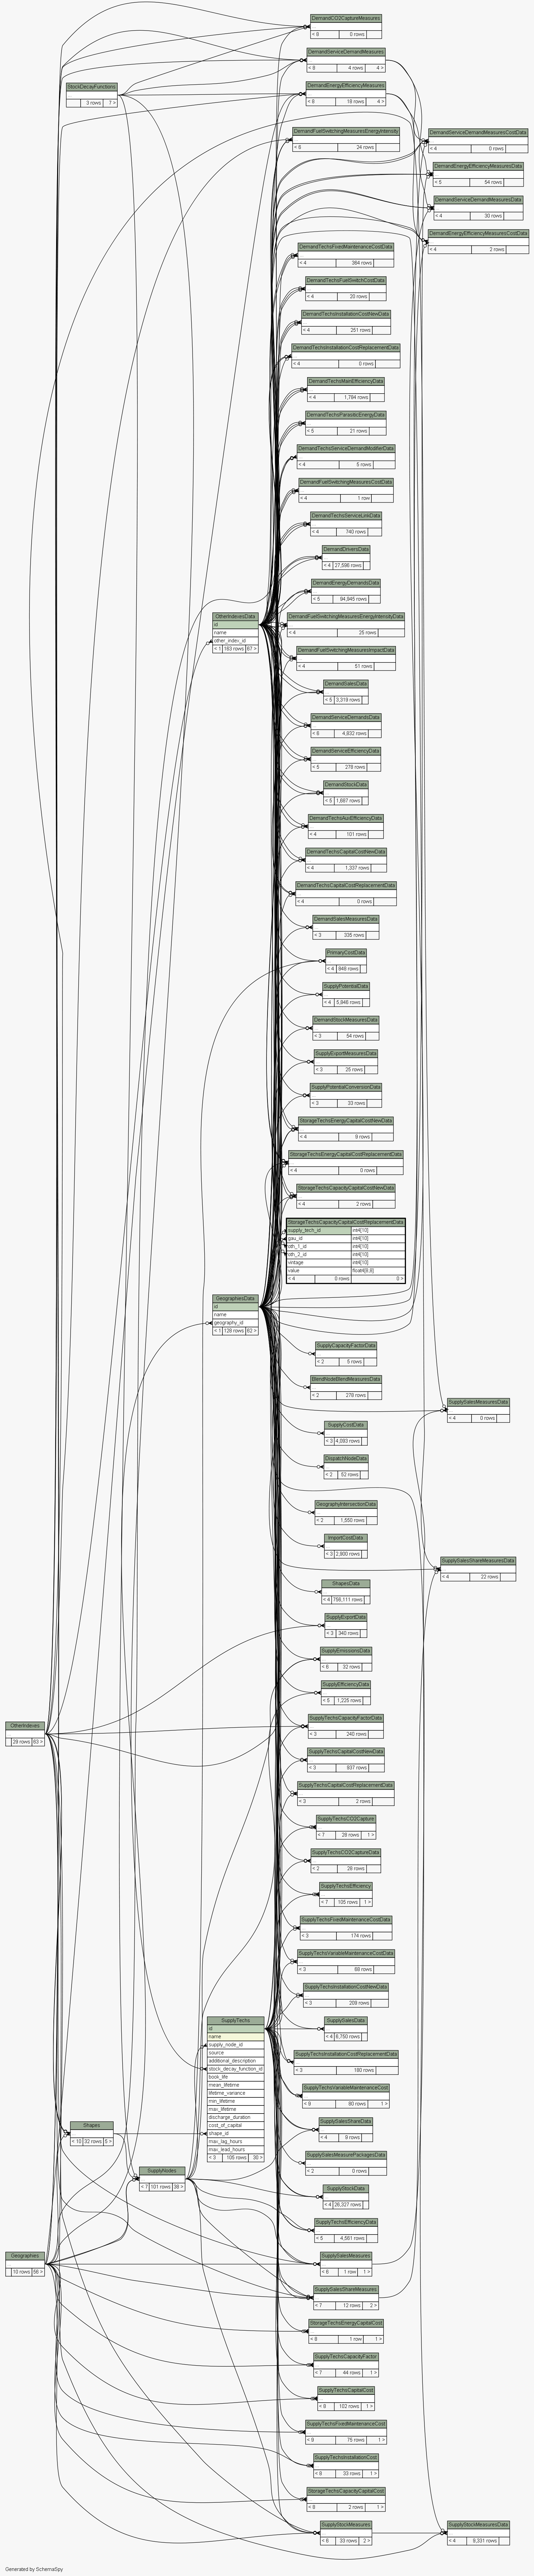 DemandCO2CaptureMeasures
< 9 0 rows
DemandServiceDemandMeasures
< 8 4 rows 4 >
StockDecayFunctions
3 rows 7 >
DemandEnergyEfficiencyMeasures
< 8 18 rows 4 >
DemandFuelSwitchingMeasuresEnergyIntensity
< 6 24 rows
DemandServiceDemandMeasuresCostData
< 4 0 rows
DemandEnergyEfficiencyMeasuresData
< 5 54 rows
DemandServiceDemandMeasuresData
< 4 30 rows
DemandEnergyEfficiencyMeasuresCostData
< 4 2 rows
DemandTechsFixedMaintenanceCostData
< 4 364 rows
DemandTechsFuelSwitchCostData
< 4 20 rows
DemandTechsInstallationCostNewData
< 4 251 rows
DemandTechsInstallationCostReplacementData
< 4 0 rows
DemandTechsMainEfficiencyData
< 4 1,784 rows
DemandTechsParasiticEnergyData
< 5 21 rows
DemandTechsServiceDemandModifierData
< 4 5 rows
DemandFuelSwitchingMeasuresCostData
< 4 1 row
DemandTechsServiceLinkData
< 4 740 rows
DemandDriversData
< 4 27,598 rows
DemandEnergyDemandsData
< 5 94,945 rows
OtherIndexesData
id
name
other_index_id
< 1 193 rows 67 >
DemandFuelSwitchingMeasuresEnergyIntensityData
< 4 25 rows
DemandFuelSwitchingMeasuresImpactData
< 4 51 rows
DemandSalesData
< 5 3,319 rows
DemandServiceDemandsData
< 6 4,832 rows
DemandServiceEfficiencyData
< 5 278 rows
DemandStockData
< 5 1,697 rows
DemandTechsAuxEfficiencyData
< 4 101 rows
DemandTechsCapitalCostNewData
< 4 1,337 rows
DemandTechsCapitalCostReplacementData
< 4 0 rows
DemandSalesMeasuresData
< 3 335 rows
PrimaryCostData
< 4 948 rows
SupplyPotentialData
< 4 5,846 rows
DemandStockMeasuresData
< 3 54 rows
SupplyExportMeasuresData
< 3 25 rows
SupplyPotentialConversionData
< 3 33 rows
StorageTechsEnergyCapitalCostNewData
< 4 9 rows
StorageTechsEnergyCapitalCostReplacementData
< 4 0 rows
StorageTechsCapacityCapitalCostNewData
< 4 2 rows
StorageTechsCapacityCapitalCostReplacementData
supply_tech_id int4[10]
gau_id int4[10]
oth_1_id int4[10]
oth_2_id int4[10]
vintage int4[10]
value float8[8,8]
< 4 0 rows 0 >
GeographiesData
id
name
geography_id
< 1 128 rows 62 >
SupplyCapacityFactorData
< 2 5 rows
BlendNodeBlendMeasuresData
< 2 278 rows
SupplySalesMeasuresData
< 4 0 rows
SupplyCostData
< 3 4,093 rows
DispatchNodeData
< 2 52 rows
GeographyIntersectionData
< 2 1,550 rows
ImportCostData
< 3 2,900 rows
SupplySalesShareMeasuresData
< 4 22 rows
ShapesData
< 4 756,111 rows
SupplyExportData
< 3 340 rows
SupplyEmissionsData
< 6 32 rows
SupplyEfficiencyData
< 5 1,225 rows
OtherIndexes
29 rows 63 >
SupplyTechsCapacityFactorData
< 3 240 rows
SupplyTechsCapitalCostNewData
< 3 837 rows
SupplyTechsCapitalCostReplacementData
< 3 2 rows
SupplyTechsCO2Capture
< 7 28 rows 1 >
SupplyTechsCO2CaptureData
< 2 28 rows
SupplyTechsEfficiency
< 7 105 rows 1 >
SupplyTechsFixedMaintenanceCostData
< 3 174 rows
SupplyTechsVariableMaintenanceCostData
< 3 88 rows
SupplyTechsInstallationCostNewData
< 3 209 rows
SupplyTechs
id
name
supply_node_id
source
additional_description
stock_decay_function_id
book_life
mean_lifetime
lifetime_variance
min_lifetime
max_lifetime
discharge_duration
cost_of_capital
shape_id
max_lag_hours
max_lead_hours
< 3 105 rows 30 >
SupplySalesData
< 4 6,750 rows
SupplyTechsInstallationCostReplacementData
< 3 180 rows
SupplyTechsVariableMaintenanceCost
< 9 80 rows 1 >
SupplySalesShareData
< 4 9 rows
Shapes
< 10 32 rows 5 >
SupplySalesMeasurePackagesData
< 2 0 rows
SupplyNodes
< 7 101 rows 38 >
SupplyStockData
< 4 26,327 rows
SupplyTechsEfficiencyData
< 5 4,561 rows
Geographies
10 rows 56 >
SupplySalesMeasures
< 6 1 row 1 >
SupplySalesShareMeasures
< 7 12 rows 2 >
StorageTechsEnergyCapitalCost
< 9 1 row 1 >
SupplyTechsCapacityFactor
< 7 44 rows 1 >
SupplyTechsCapitalCost
< 9 102 rows 1 >
SupplyTechsFixedMaintenanceCost
< 9 75 rows 1 >
SupplyTechsInstallationCost
< 9 33 rows 1 >
StorageTechsCapacityCapitalCost
< 8 2 rows 1 >
SupplyStockMeasures
< 6 33 rows 2 >
SupplyStockMeasuresData
< 4 8,331 rows
Generated by SchemaSpy